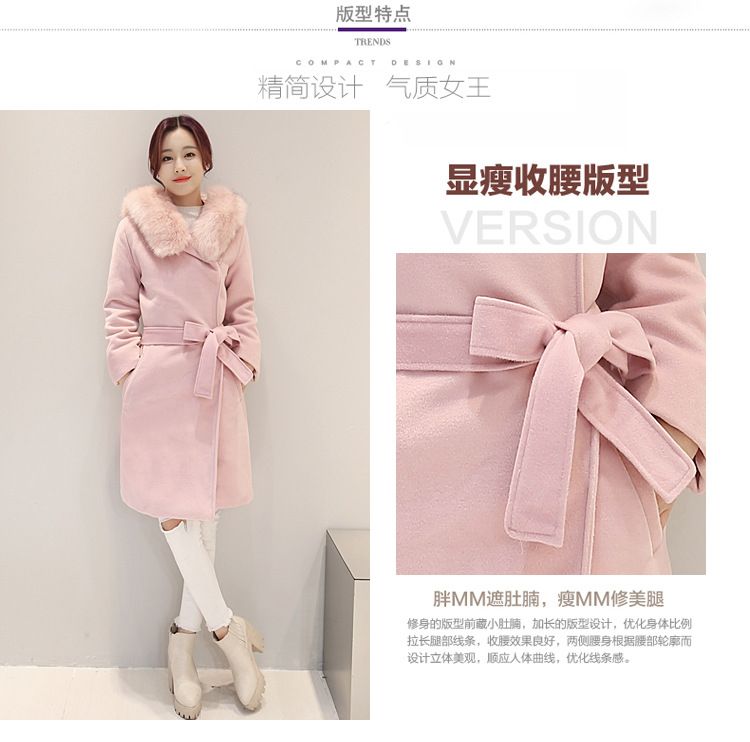 版型特点
TRENDS
COMPACT DESIGN
精简设计 气质女王
显瘦收腰版型
VERSION
胖MM遮肚腩，瘦MM修美腿
修身的版型前藏小肚腩，加长的版型设计，优化身体比例
拉长腿部线条，收腰效果良好，两侧腰身根据腰部轮廓而
设计立体美观，顺应人体曲线，优化线条感。